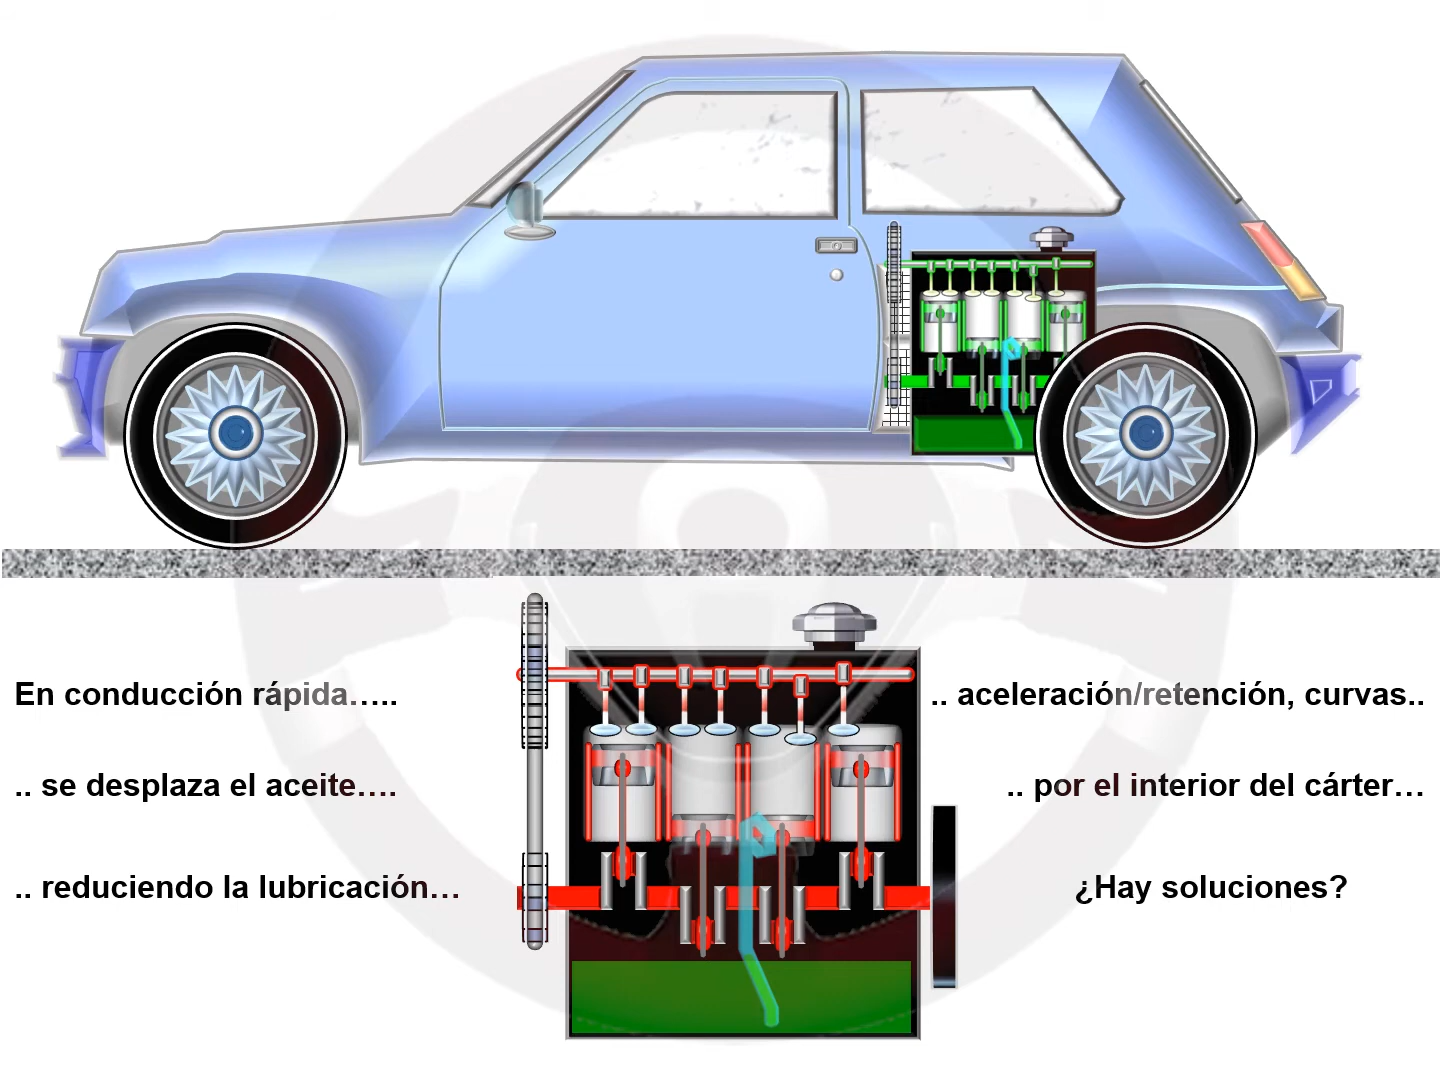 En conducción rápida…..
.. aceleración/retención, curvas..
.. se desplaza el aceite….
.. por el interior del cárter…
.. reduciendo la lubricación…
¿Hay soluciones?